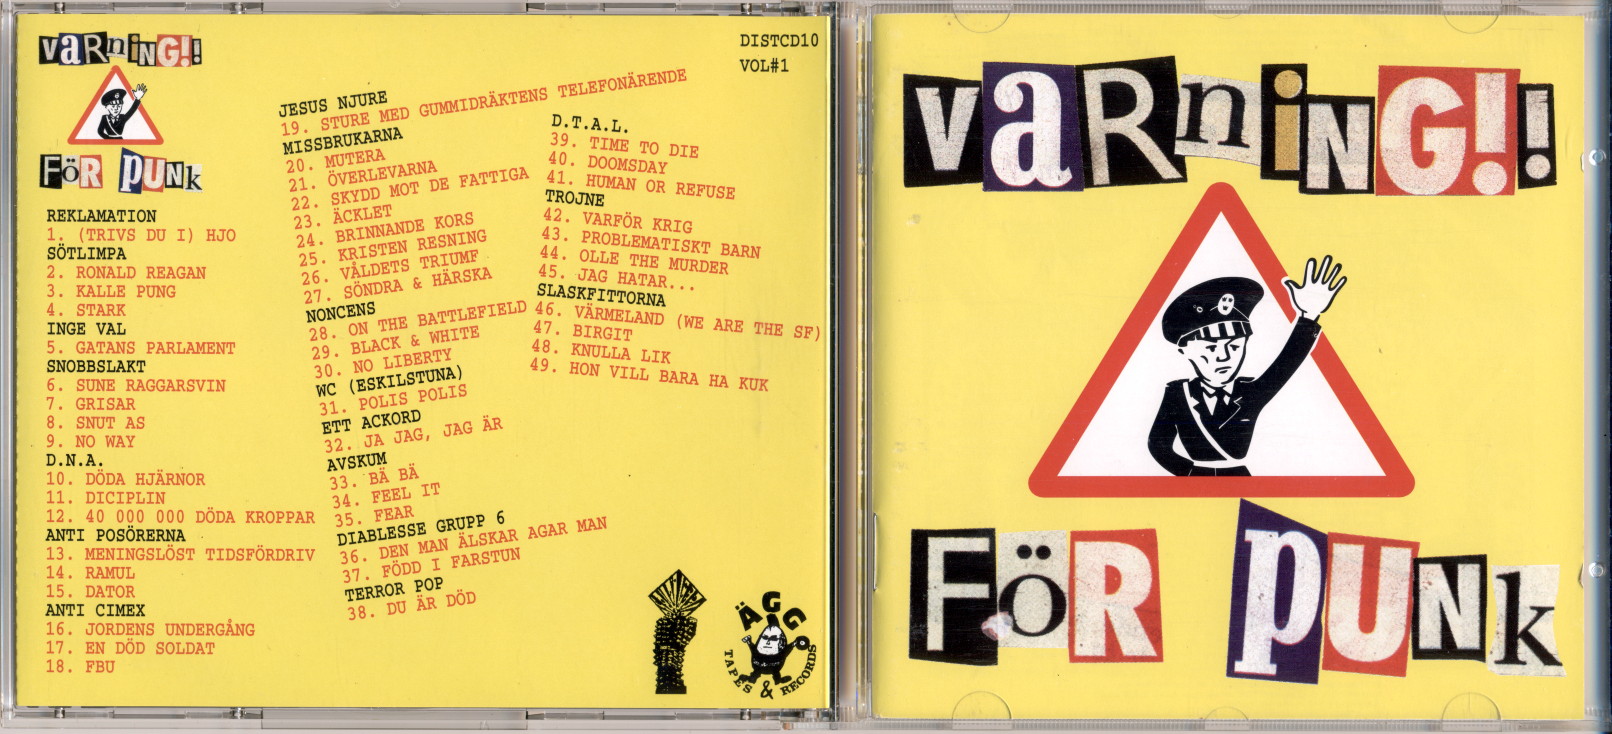 VARNING!!
FÖR PUNK
REKLAMATION
1. (TRIVS DU I) HJO
SÖTLIMPA
2. RONALD REAGAN
3. KALLE PUNG
4. STARK
INGE VAL
5. GATANS PARLAMENT
SNOBBSLAKT
6. SUNE RAGGARSVIN
7. GRISAR
8. SNUT AS
9. NO WAY
D.N.A.
10. DÖDA HJÄRNOR
11. DICIPLIN
12. 40 000 000 DÖDA KROPPAR
ANTI POSÖRERNA
13. MENINGSLÖST TIDSFÖRDRIV
14. RAMUL
15. DATOR
ANTI CIMEX
16. JORDENS UNDERGÅNG
17. EN DÖD SOLDAT
18. FBU
JESUS NJURE
19. STURE MED GUMMIDRÄKTENS TELEFONÄRENDE
MISSBRUKARNA
20. MUTERA
21. ÖVERLEVARNA
22. SKYDD MOT DE FATTIGA
23. ÄCKLET
24. BRINNANDE KORS
25. KRISTEN RESNING
26. VÅLDETS TRIUMF
27. SÖNDRA & HÄRSKA
NONCENS
28. ON THE BATTLEFIELD
29. BLACK & WHITE
30. NO LIBERTY
WC (ESKILSTUNA)
31. POLIS POLIS
ETT ACKORD
32. JA JAG, JAG ÄR
AVSKUM
33. BÄ BÄ
34. FEEL IT
35. FEAR
DIABLESSE GRUPP 6
36. DEN MAN ÄLSKAR AGAR MAN
37. FÖDD I FARSTUN
TERROR POP
38. DU ÄR DÖD
DISTCD10
VOL#1
D.T.A.L.
39. TIME TO DIE
40. DOOMSDAY
41. HUMAN OR REFUSE
TROJNE
42. VARFÖR KRIG
43. PROBLEMATISKT BARN
44. OLLE THE MURDER
45. JAG HATAR...
SLASKFITTORNA
46. VÄRMELAND (WE ARE THE SF)
47. BIRGIT
48. KNULLA LIK
49. HON VILL BARA HA KUK
ÄGGO
TAPES & RECORDS
VARNING!!
FÖR PUNK